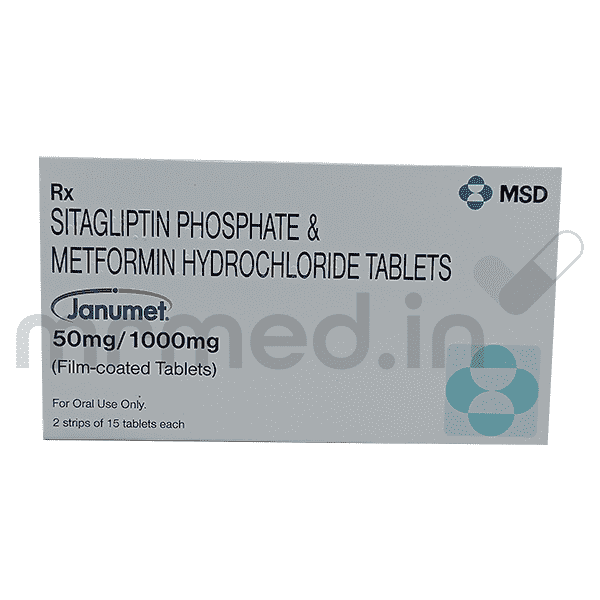 Rx
SITAGLIPTIN PHOSPHATE &
METFORMIN HYDROCHLORIDE TABLETS
MSD
Janumet®
50mg/1000mg
(Film-coated Tablets)
For Oral Use Only.
2 strips of 15 tablets each
mrmed.in